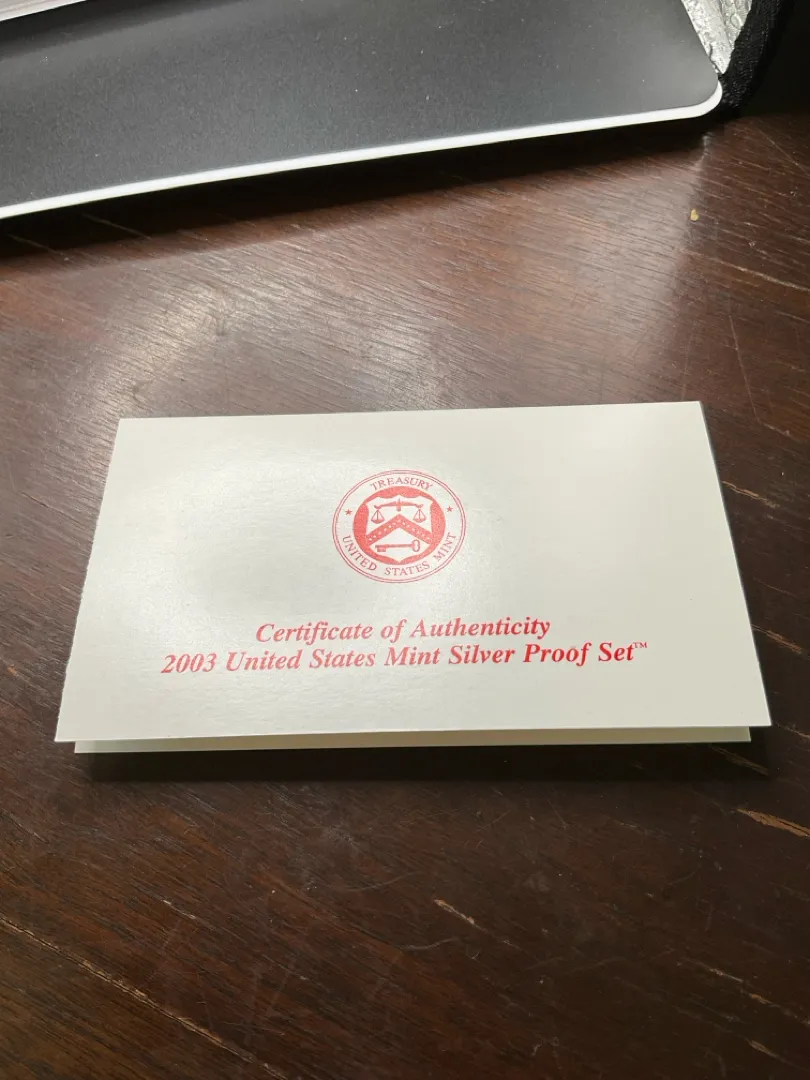 TREASURY
UNITED STATES MINT
Certificate of Authenticity
2003 United States Mint Silver Proof Set™